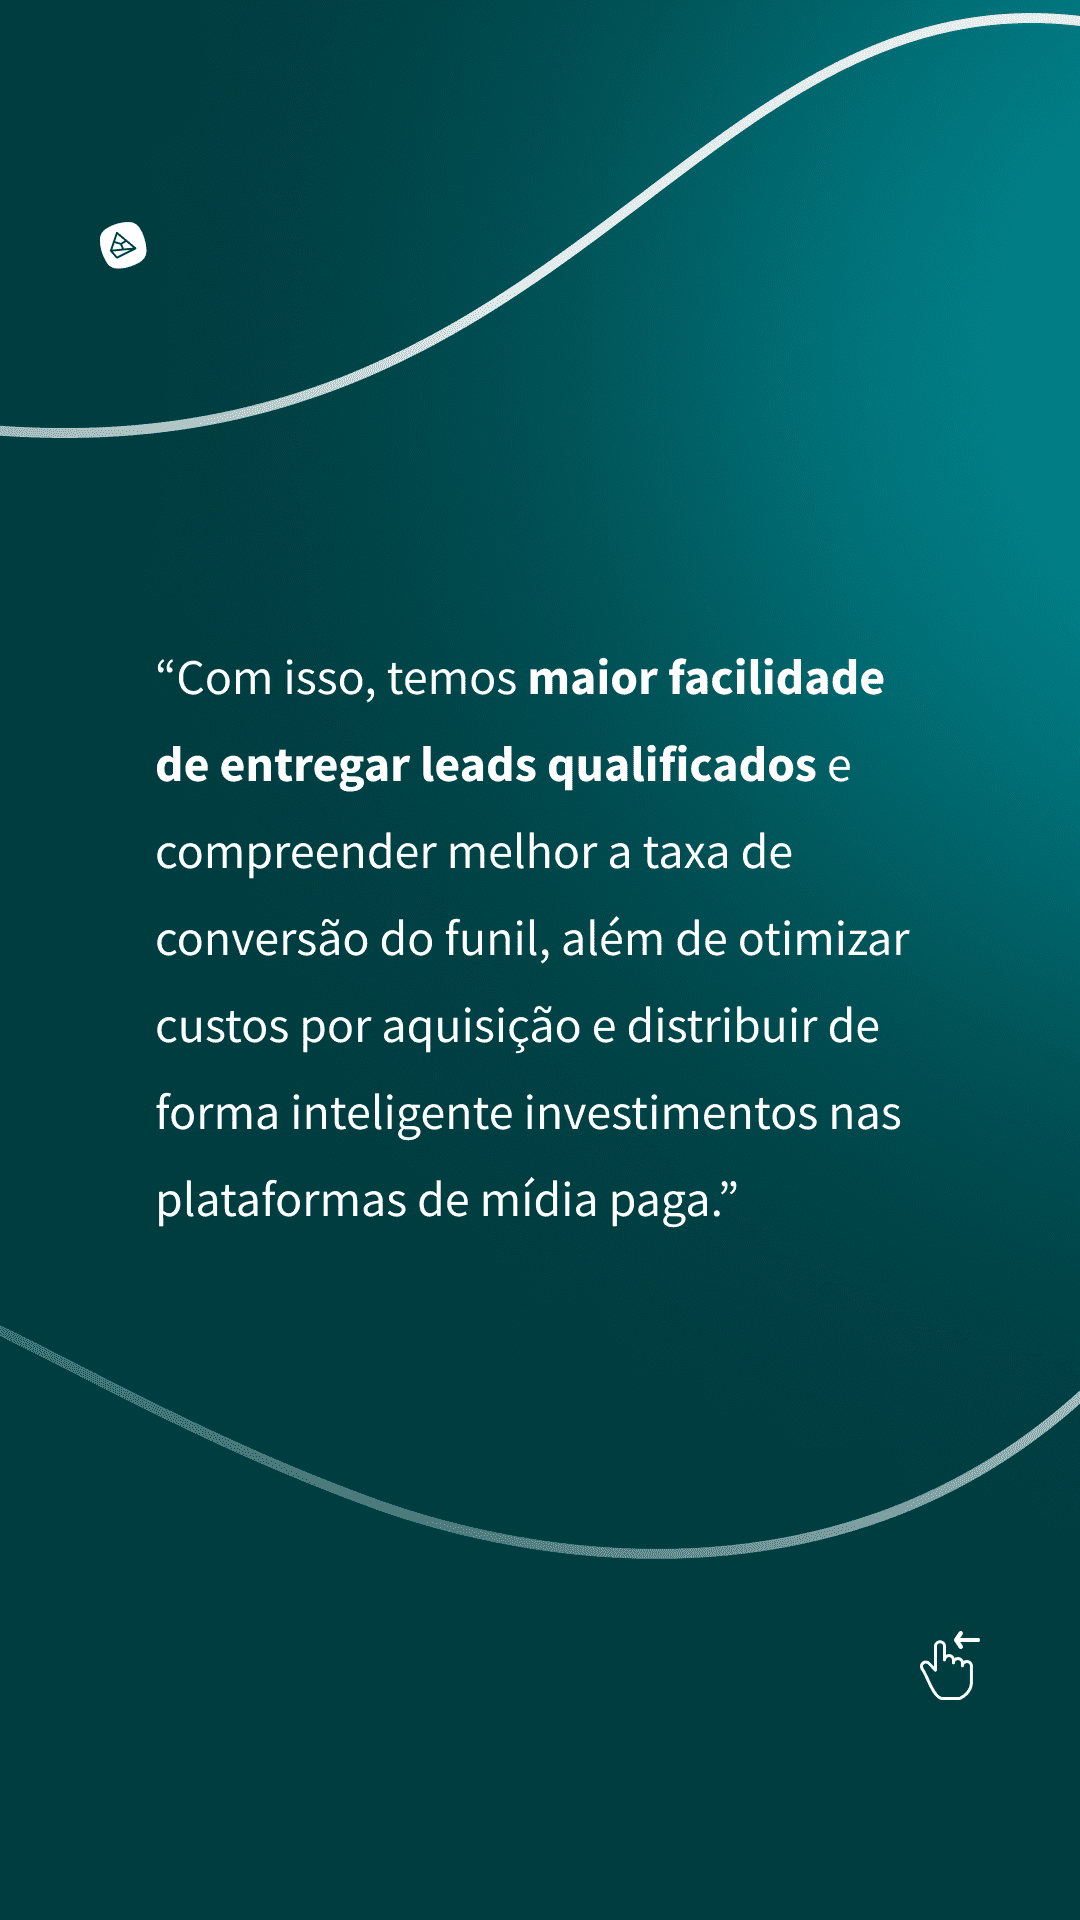 “Com isso, temos maior facilidade
de entregar leads qualificados e
compreender melhor a taxa de
conversão do funil, além de otimizar
custos por aquisição e distribuir de
forma inteligente investimentos nas
plataformas de mídia paga.”